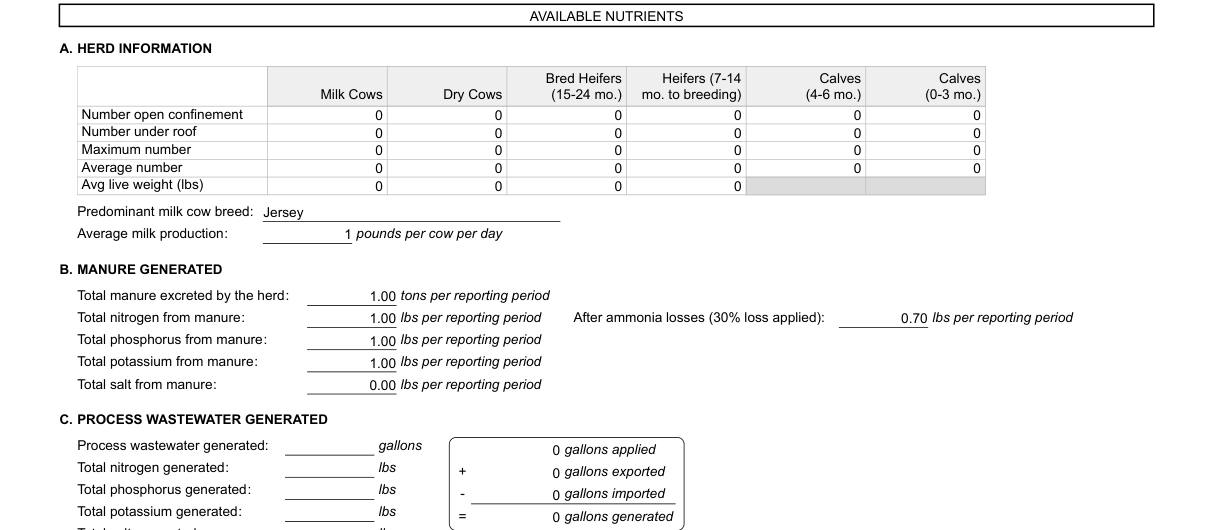 AVAILABLE NUTRIENTS
A. HERD INFORMATION
Milk Cows Dry Cows Bred Heifers (15-24 mo.) Heifers (7-14 mo. to breeding) Calves (4-6 mo.) Calves (0-3 mo.)
Number open confinement 0 0 0 0 0 0
Number under roof 0 0 0 0 0 0
Maximum number 0 0 0 0 0 0
Average number 0 0 0 0 0 0
Avg live weight (lbs) 0 0 0 0
Predominant milk cow breed: Jersey
Average milk production: 1 pounds per cow per day
B. MANURE GENERATED
Total manure excreted by the herd: 1.00 tons per reporting period
Total nitrogen from manure: 1.00 lbs per reporting period After ammonia losses (30% loss applied): 0.70 lbs per reporting period
Total phosphorus from manure: 1.00 lbs per reporting period
Total potassium from manure: 1.00 lbs per reporting period
Total salt from manure: 0.00 lbs per reporting period
C. PROCESS WASTEWATER GENERATED
Process wastewater generated: gallons 0 gallons applied
Total nitrogen generated: lbs + 0 gallons exported
Total phosphorus generated: lbs - 0 gallons imported
Total potassium generated: lbs = 0 gallons generated